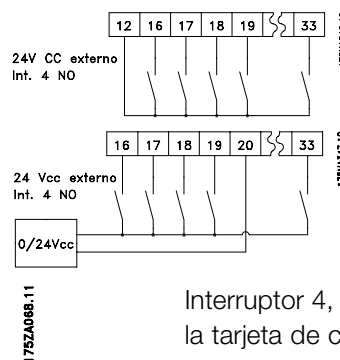 12 16 17 18 19 33
24V CC externo
Int. 4 NO
16 17 18 19 20 33
24 Vcc externo
Int. 4 NO
0/24Vcc
175ZA068.11
Interruptor 4,
la tarjeta de c